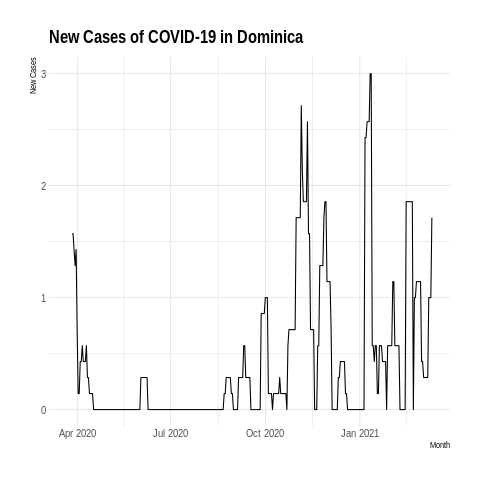 New Cases of COVID-19 in Dominica
New Cases
3
2
1
0
Apr 2020
Jul 2020
Oct 2020
Jan 2021
Month